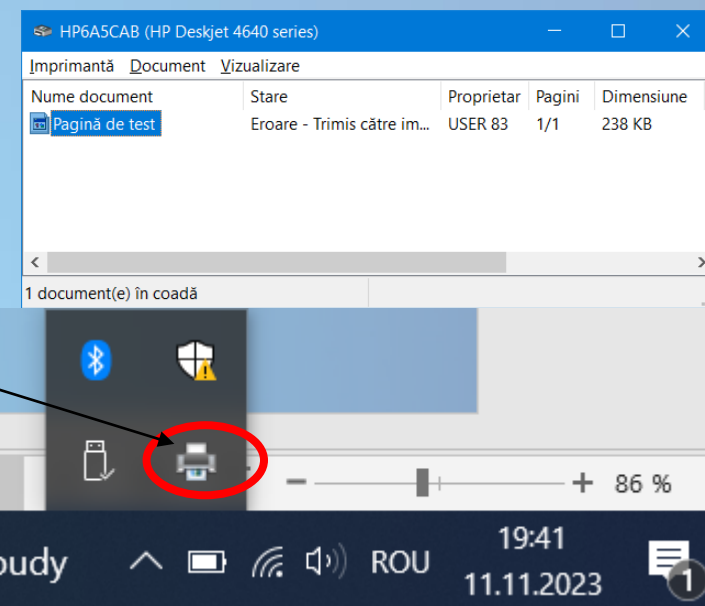 HP6A5CAB (HP Deskjet 4640 series)
Imprimantă Document Vizualizare
Nume document Stare Proprietar Pagini Dimensiune
Pagină de test Eroare - Trimis către im... USER 83 1/1 238 KB
1 document(e) în coadă
86 %
oudy ROU 19:41
11.11.2023 1